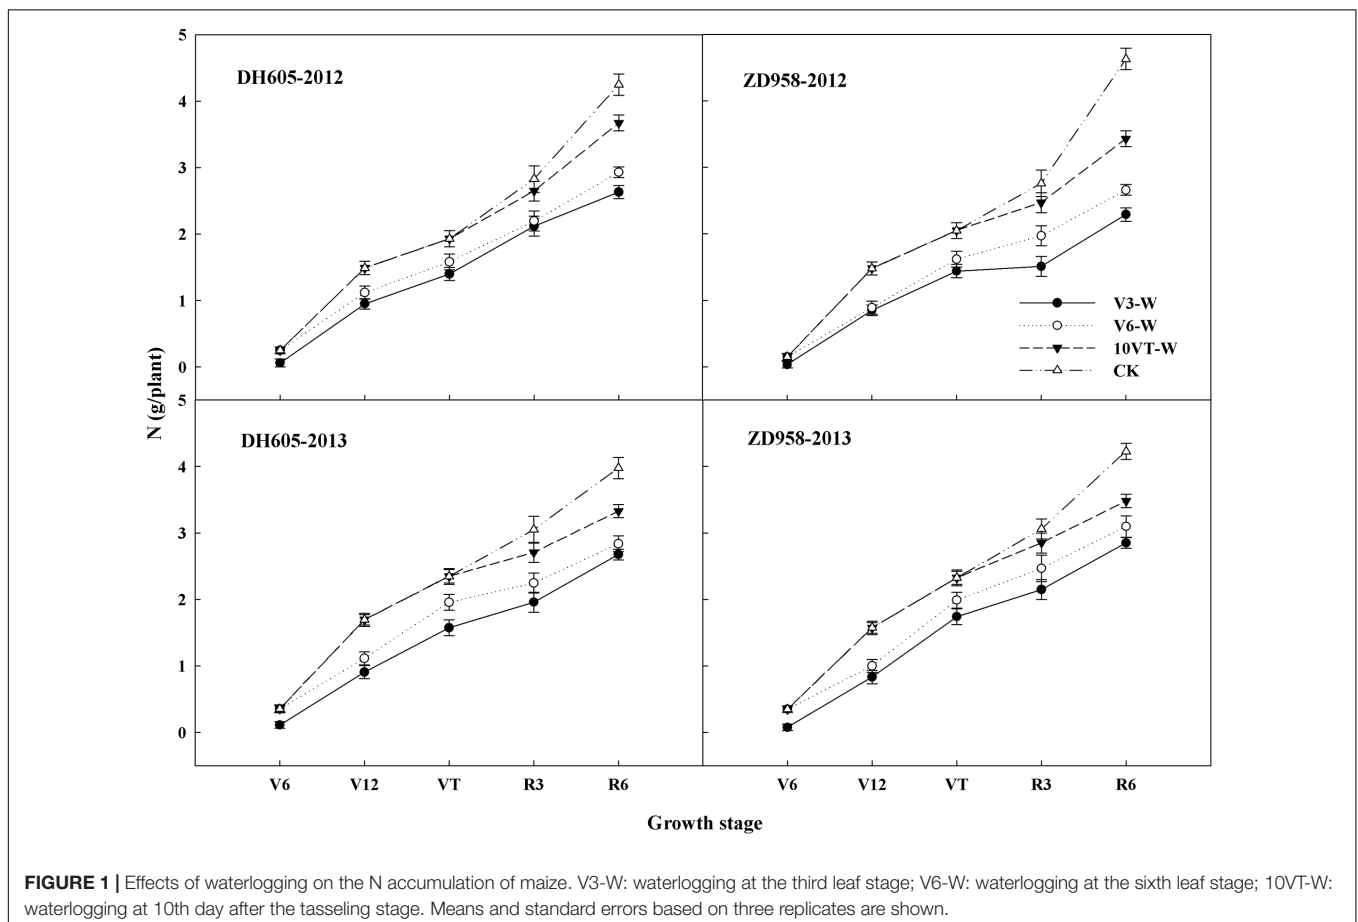 5
4
3
2
1
0
DH605-2012
ZD958-2012
V3-W
V6-W
10VT-W
CK
N (g/plant)
5
4
3
2
1
0
DH605-2013
ZD958-2013
V6 V12 VT R3 R6 V6 V12 VT R3 R6
Growth stage
FIGURE 1 | Effects of waterlogging on the N accumulation of maize. V3-W: waterlogging at the third leaf stage; V6-W: waterlogging at the sixth leaf stage; 10VT-W:
waterlogging at 10th day after the tasseling stage. Means and standard errors based on three replicates are shown.